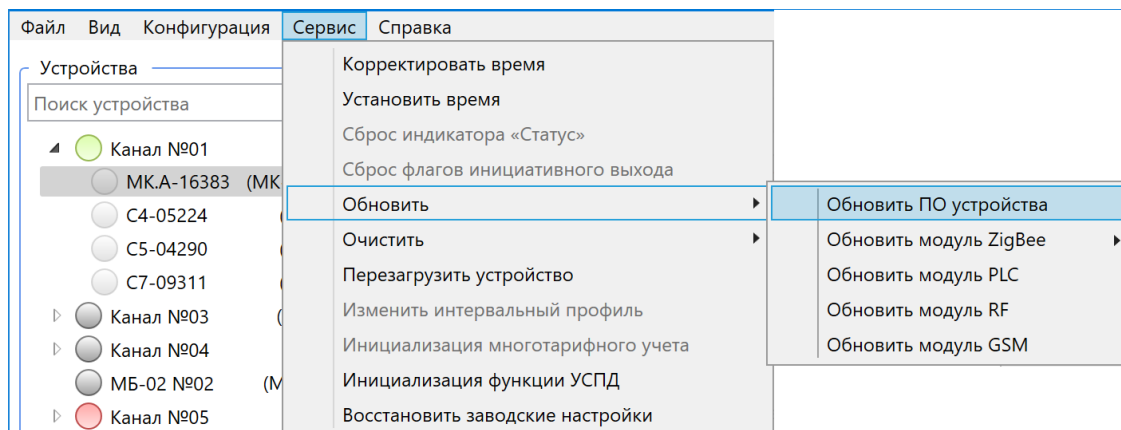 Файл Вид Конфигурация Сервис Справка
Устройства
Поиск устройства
Канал №01
МК.А-16383 (МК
С4-05224 (
С5-04290 (
С7-09311 (
Канал №03 (
Канал №04
МБ-02 №02 (М
Канал №05
Корректировать время
Установить время
Сброс индикатора «Статус»
Сброс флагов инициативного выхода
Обновить
Очистить
Перезагрузить устройство
Изменить интервальный профиль
Инициализация многотарифного учета
Инициализация функции УСПД
Восстановить заводские настройки
Обновить ПО устройства
Обновить модуль ZigBee
Обновить модуль PLC
Обновить модуль RF
Обновить модуль GSM